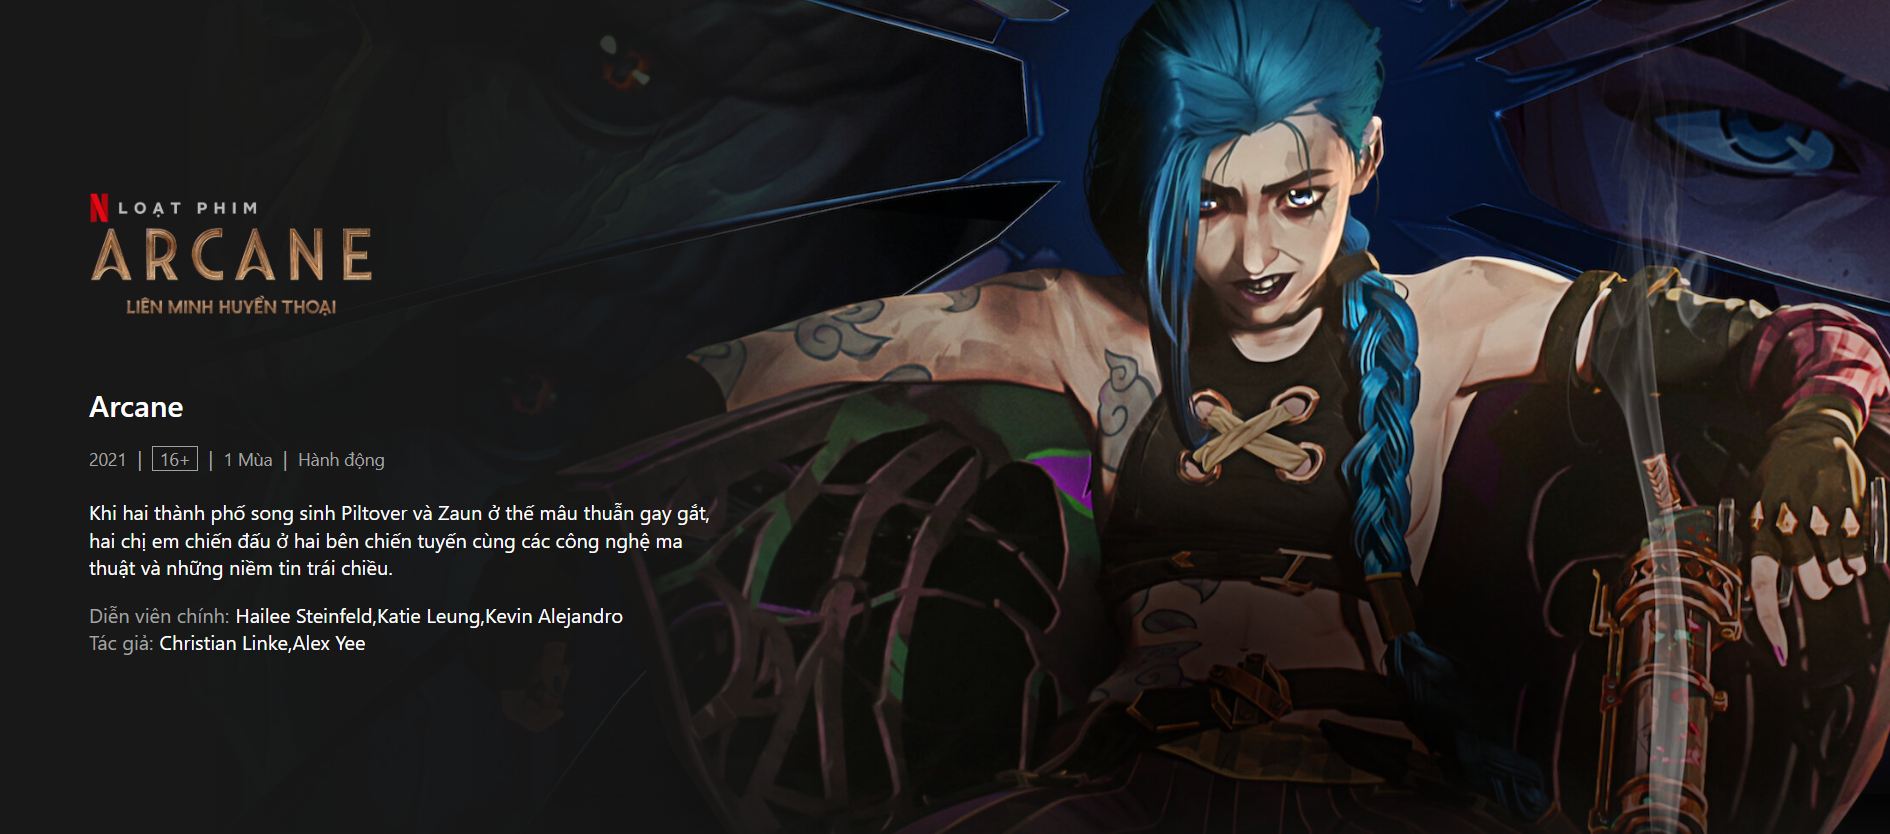 N LOẠT PHIM
ARCANE
LIÊN MINH HUYỀN THOẠI
Arcane
2021 | 16+ | 1 Mùa | Hành động
Khi hai thành phố song sinh Piltover và Zaun ở thế mâu thuẫn gay gắt,
hai chị em chiến đấu ở hai bên chiến tuyến cùng các công nghệ ma
thuật và những niềm tin trái chiều.
Diễn viên chính: Hailee Steinfeld,Katie Leung,Kevin Alejandro
Tác giả: Christian Linke,Alex Yee